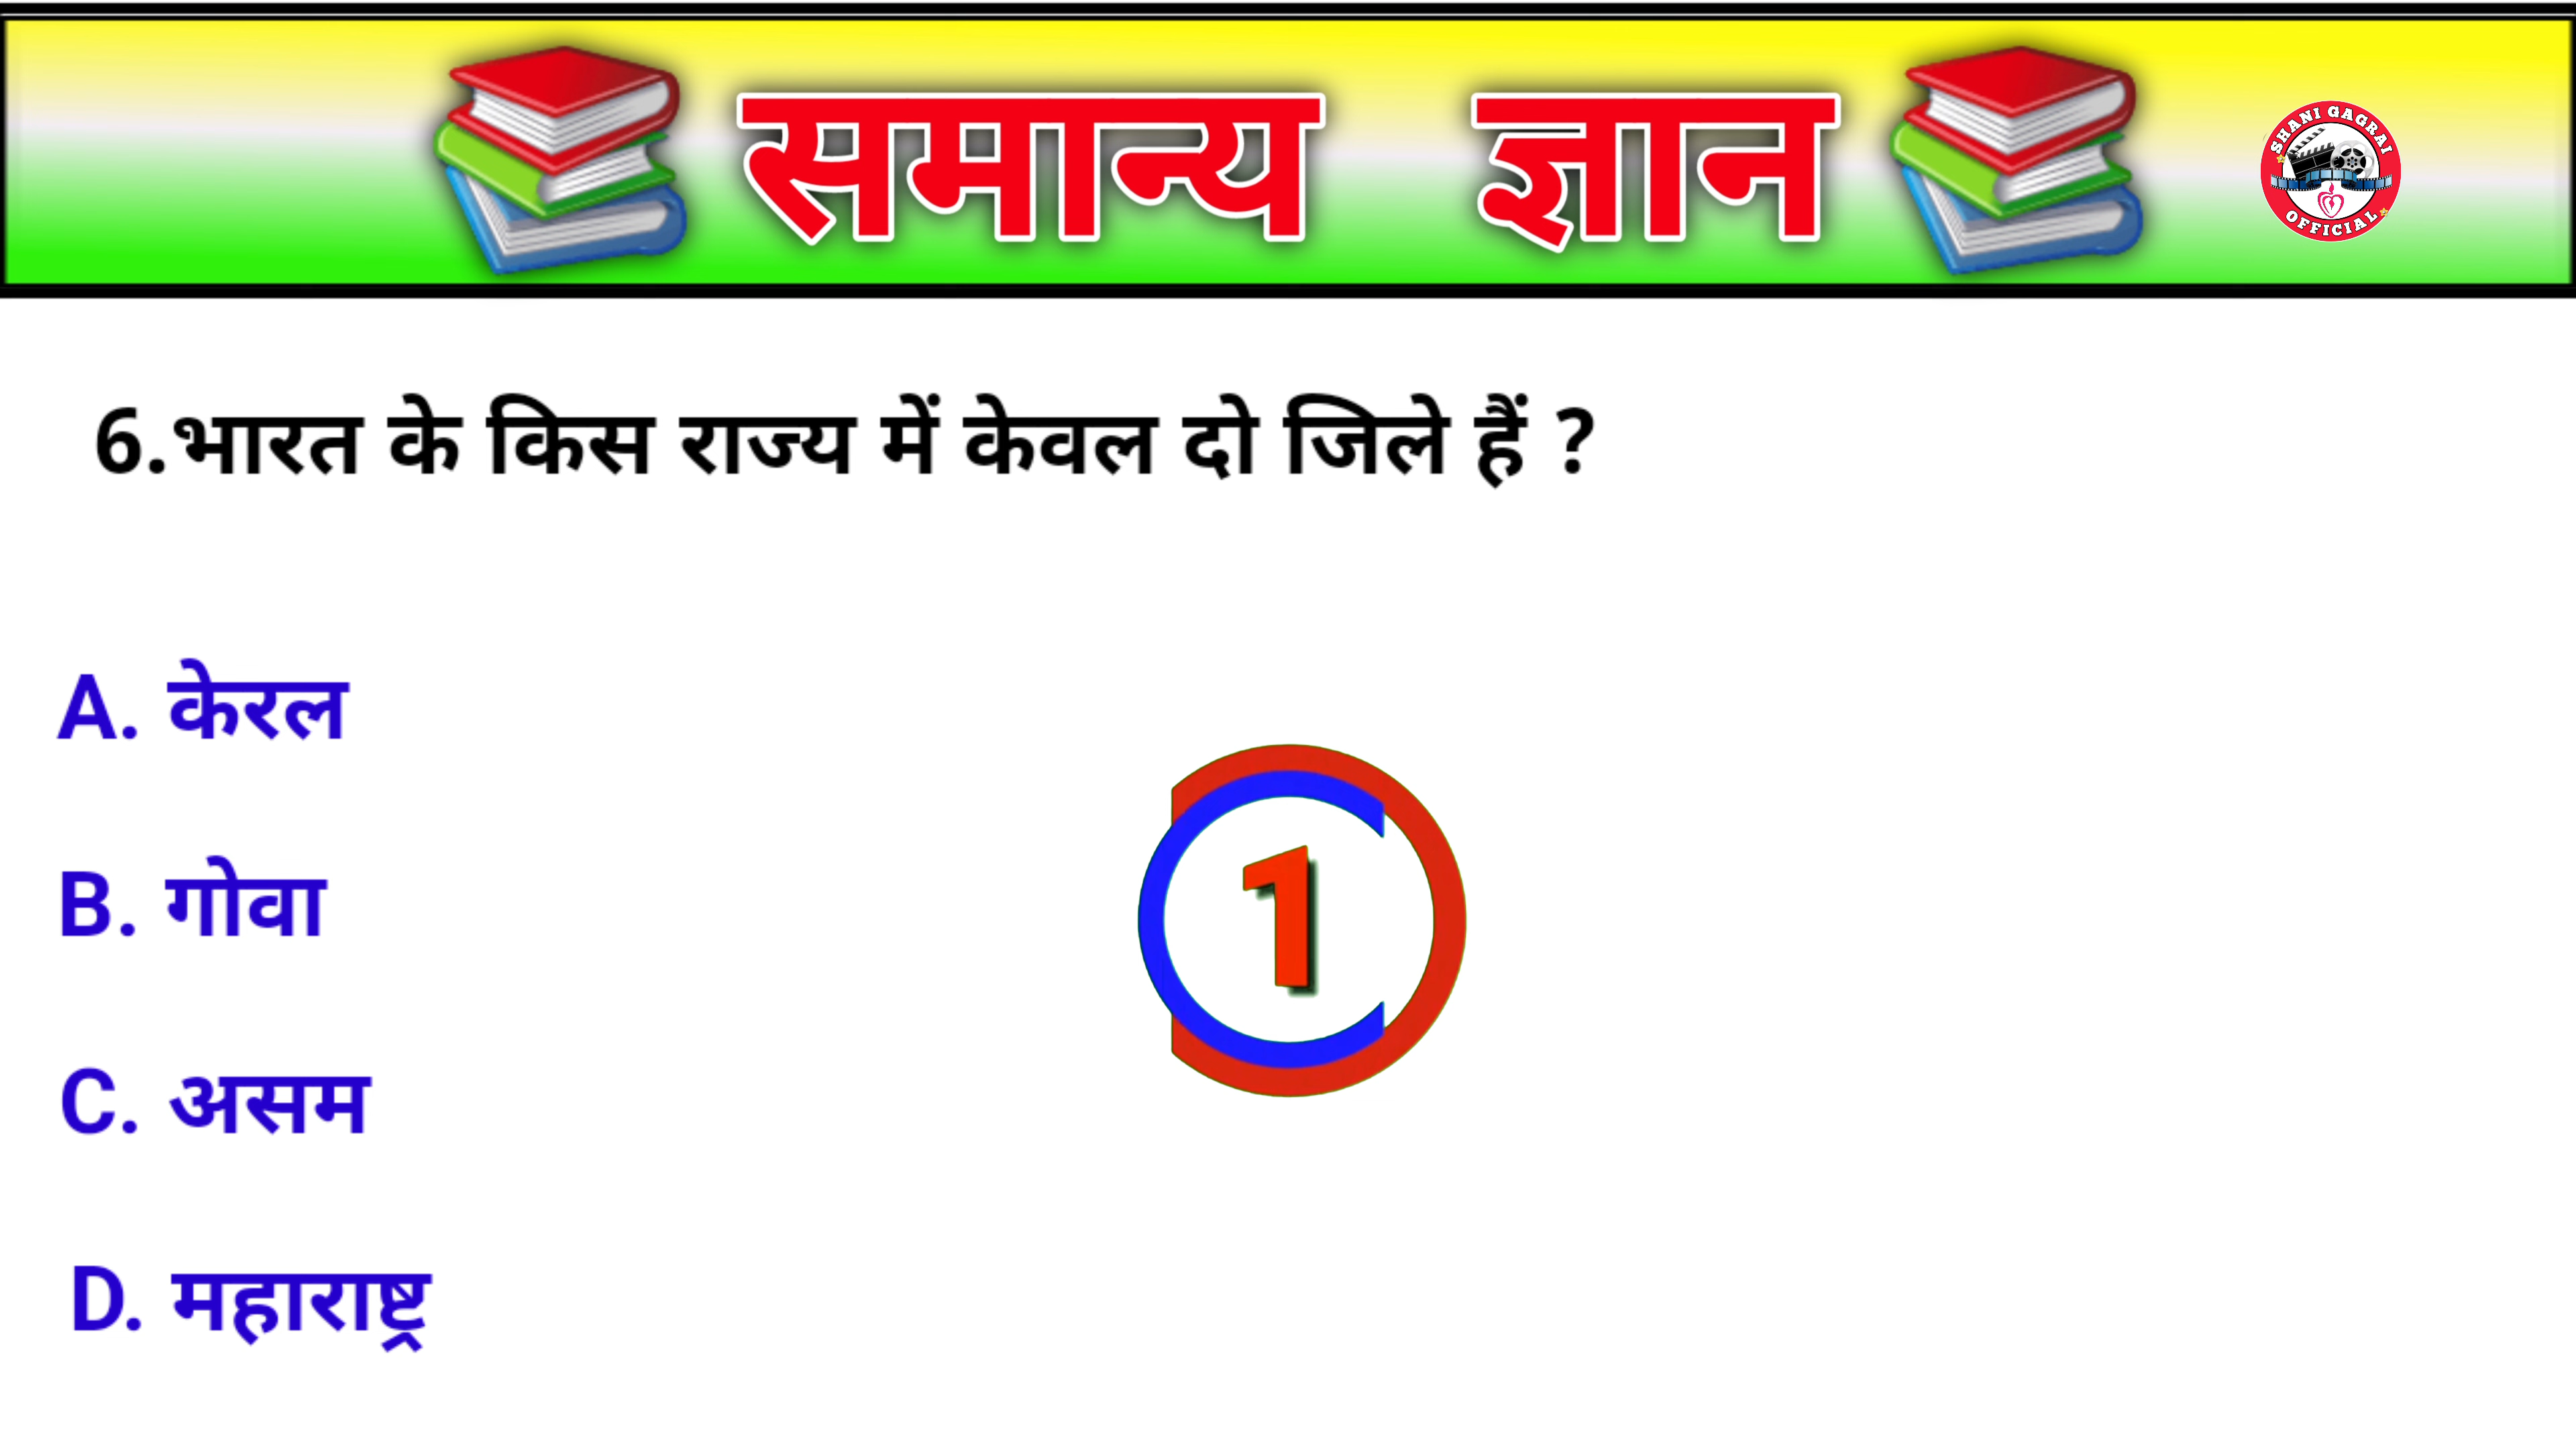 समान्य ज्ञान
SHANI GAGRAI
OFFICIAL
6.भारत के किस राज्य में केवल दो जिले हैं ?
A. केरल
B. गोवा
1
C. असम
D. महाराष्ट्र